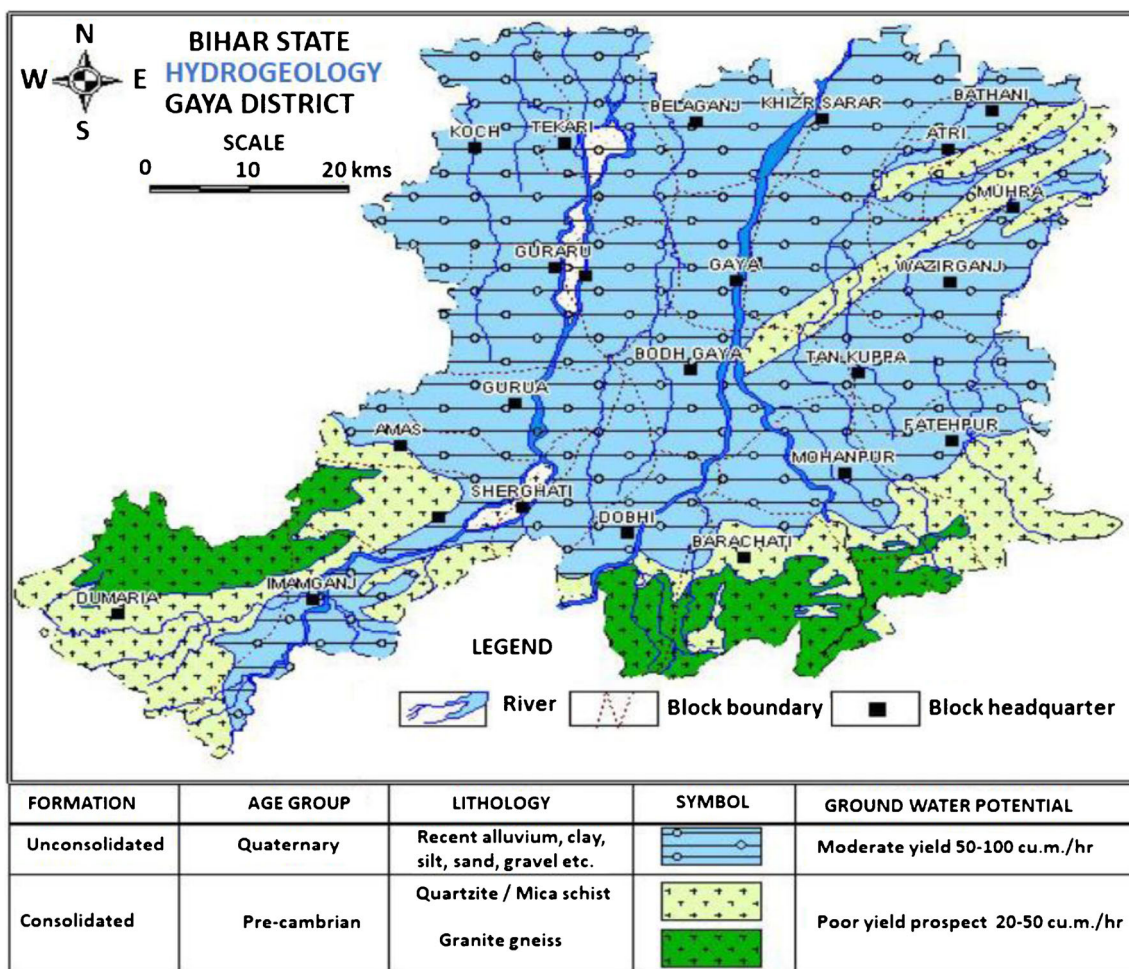 N
W E
S
BIHAR STATE
HYDROGEOLOGY
GAYA DISTRICT
SCALE
0 10 20 kms
BELAGANJ
KHIZR SARAR
BATHANI
KOCH
TEKARI
ATRI
MUHRA
GURARU
GAYA
WAZIRGANJ
BODH GAYA
TAN KUPPA
GURUA
AMAS
FATEHPUR
MOHANPUR
SHERGHATI
DOBHI
BARACHATI
IMAMGANJ
DUMARIA
LEGEND
River
Block boundary
Block headquarter
FORMATION AGE GROUP LITHOLOGY SYMBOL GROUND WATER POTENTIAL
Unconsolidated Quaternary Recent alluvium, clay, silt, sand, gravel etc. Moderate yield 50-100 cu.m./hr
Consolidated Pre-cambrian Quartzite / Mica schist Poor yield prospect 20-50 cu.m./hr
Granite gneiss